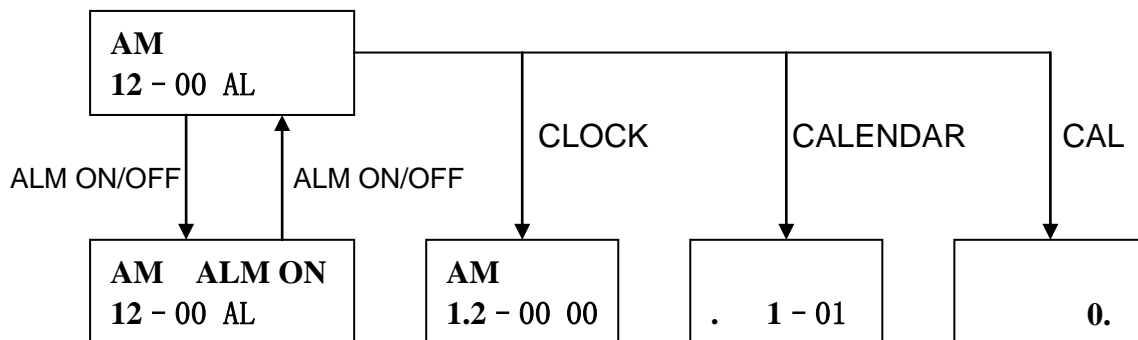 AM
12 - 00 AL
CLOCK
CALENDAR
CAL
ALM ON/OFF
ALM ON/OFF
AM ALM ON
12 - 00 AL
AM
1.2 - 00 00
. 1 - 01
0.